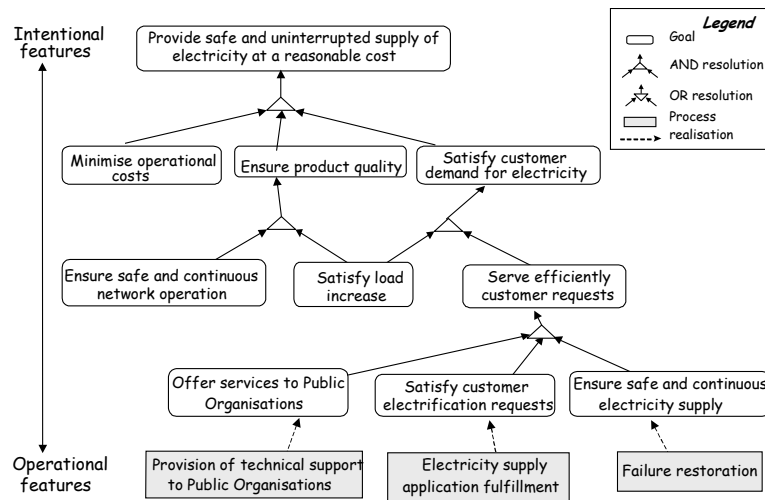 Intentional
features
Provide safe and uninterrupted supply of
electricity at a reasonable cost
Legend
Goal
AND resolution
OR resolution
Process
realisation
Minimise operational
costs
Ensure product quality
Satisfy customer
demand for electricity
Ensure safe and continuous
network operation
Satisfy load
increase
Serve efficiently
customer requests
Offer services to Public
Organisations
Satisfy customer
electrification requests
Ensure safe and continuous
electricity supply
Operational
features
Provision of technical support
to Public Organisations
Electricity supply
application fulfillment
Failure restoration